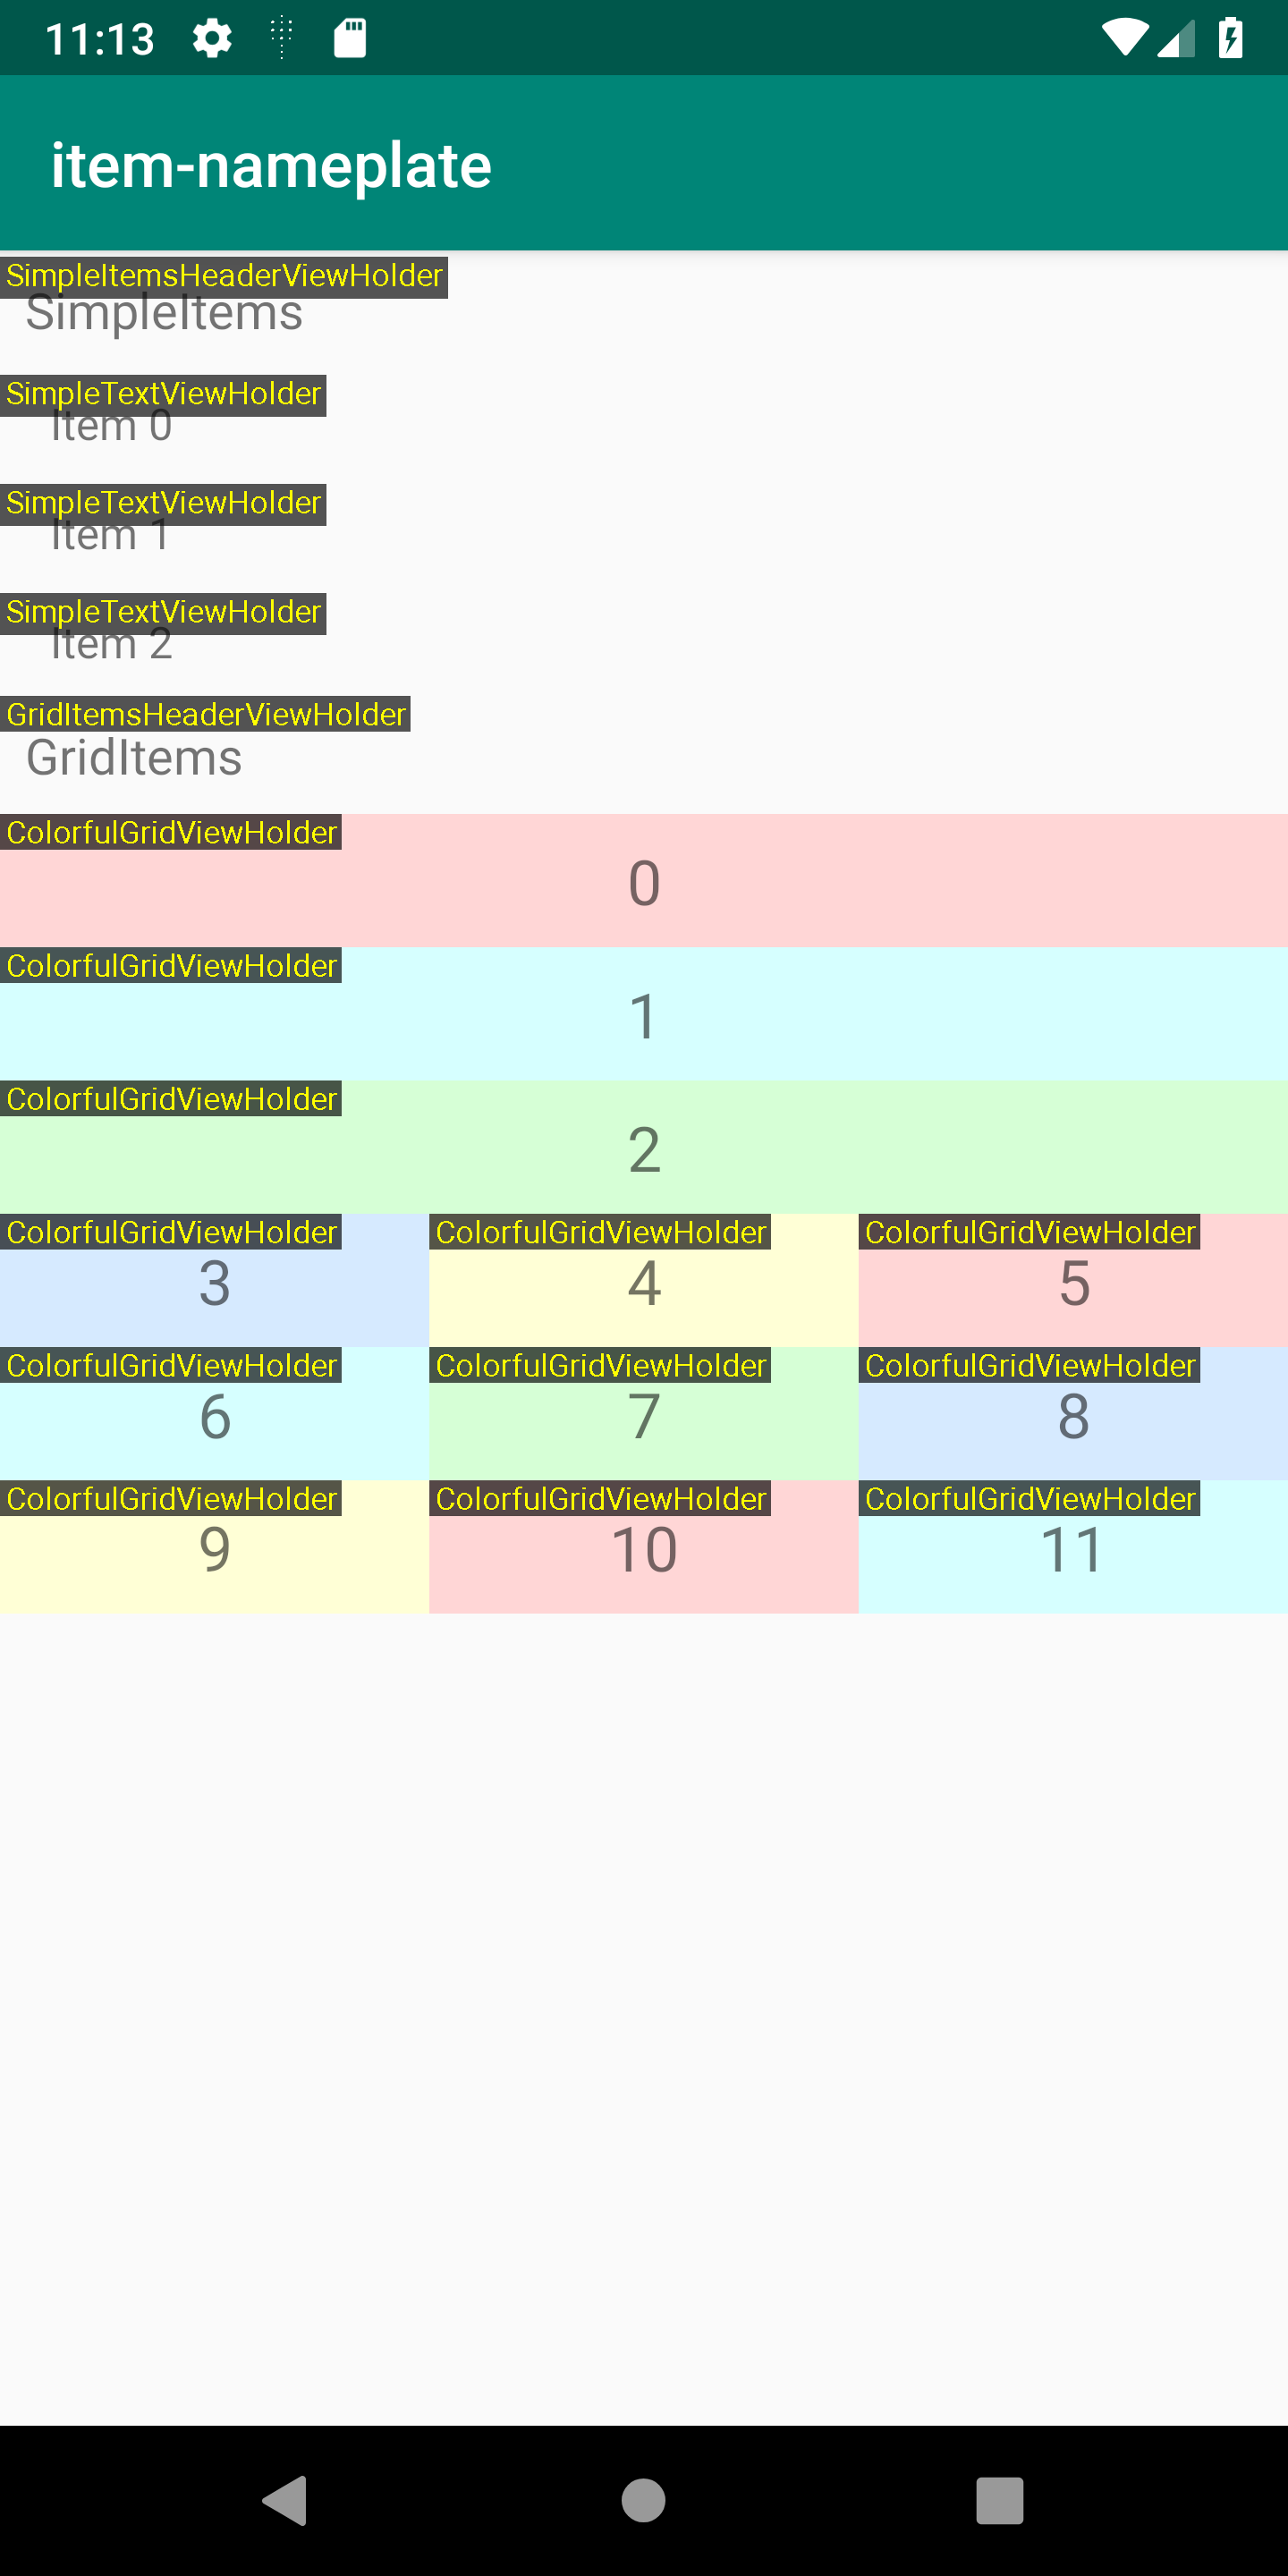 11:13
item-nameplate
SimpleItemsHeaderViewHolder
SimpleItems
SimpleTextViewHolder
Item 0
SimpleTextViewHolder
Item 1
SimpleTextViewHolder
Item 2
GridItemsHeaderViewHolder
GridItems
ColorfulGridViewHolder
0
ColorfulGridViewHolder
1
ColorfulGridViewHolder
2
ColorfulGridViewHolder ColorfulGridViewHolder ColorfulGridViewHolder
3 4 5
ColorfulGridViewHolder ColorfulGridViewHolder ColorfulGridViewHolder
6 7 8
ColorfulGridViewHolder ColorfulGridViewHolder ColorfulGridViewHolder
9 10 11